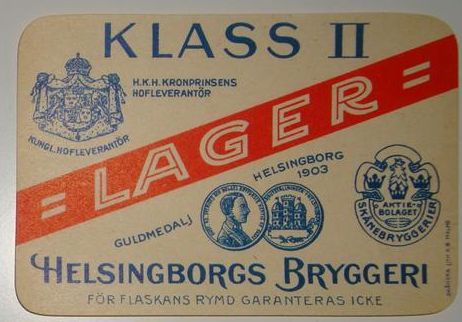 KLASS II
H.K.H. KRONPRINSENS
HOFLEVERANTÖR
KUNGL. HOFLEVERANTÖR
= LAGER =
GULDMEDALJ
HELSINGBORG
1903
AKTIE-
BOLAGET
SKÅNEBRYGGERIER
HELSINGBORGS BRYGGERI
FÖR FLASKANS RYMD GARANTERAS ICKE